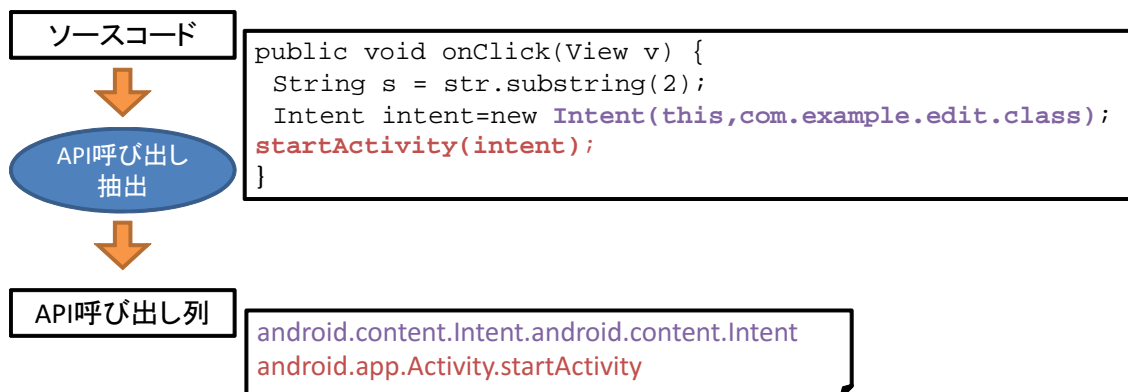 ソースコード
public void onClick(View v) {
String s = str.substring(2);
Intent intent=new Intent(this,com.example.edit.class);
startActivity(intent);
}
API呼び出し
抽出
API呼び出し列
android.content.Intent.android.content.Intent
android.app.Activity.startActivity